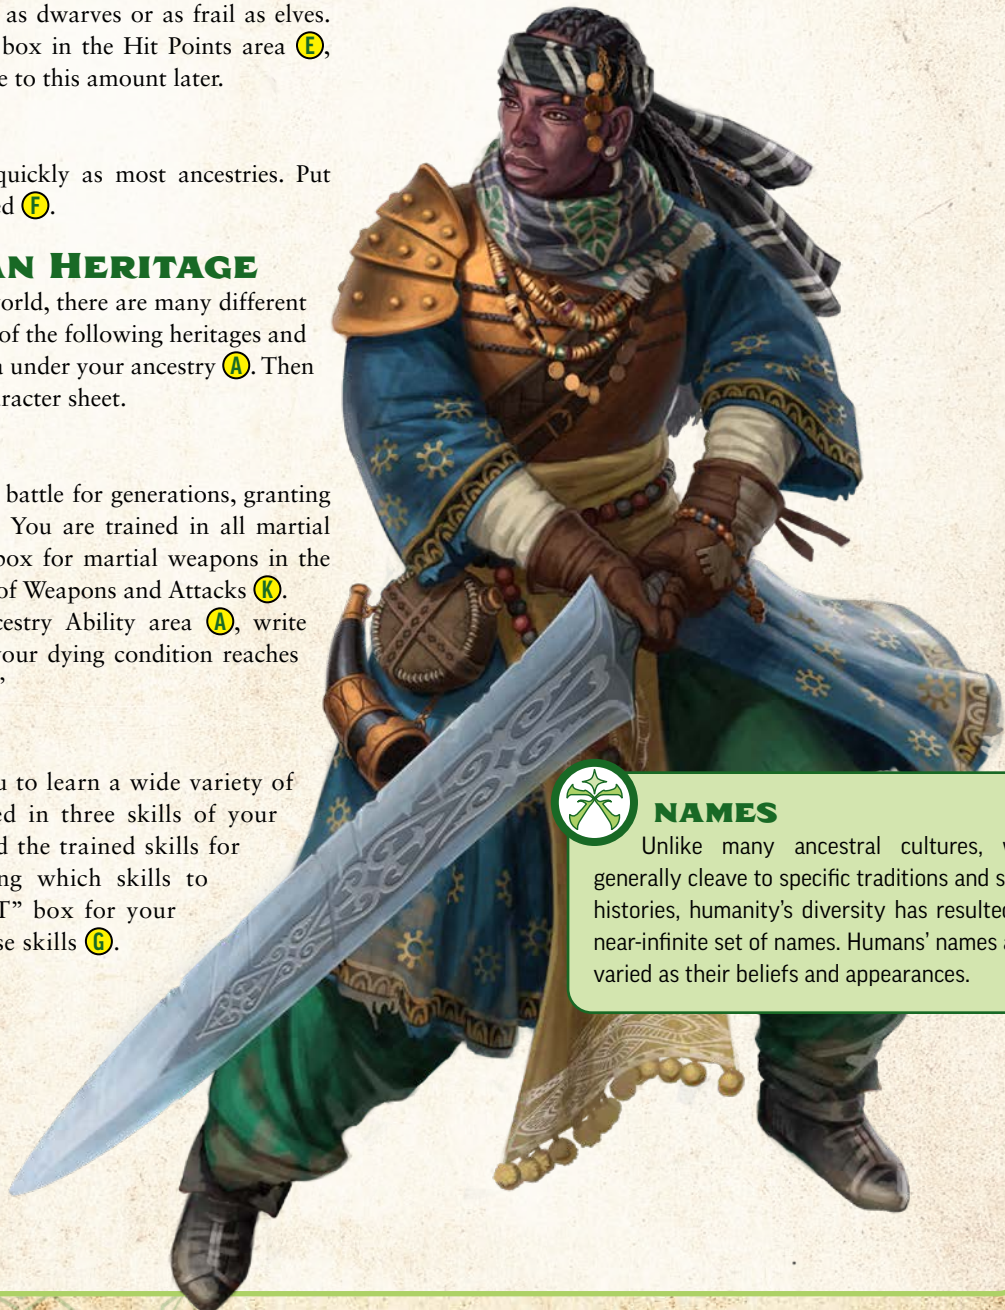 as dwarves or as frail as elves.
box in the Hit Points area E,
e to this amount later.
quickly as most ancestries. Put
ed F.
AN HERITAGE
world, there are many different
of the following heritages and
under your ancestry A. Then
aracter sheet.
battle for generations, granting
You are trained in all martial
box for martial weapons in the
of Weapons and Attacks K.
cestry Ability area A, write
your dying condition reaches
”
u to learn a wide variety of
ed in three skills of your
d the trained skills for
ng which skills to
T” box for your
se skills G.
NAMES
Unlike many ancestral cultures, w
generally cleave to specific traditions and s
histories, humanity’s diversity has resulted
near-infinite set of names. Humans’ names a
varied as their beliefs and appearances.